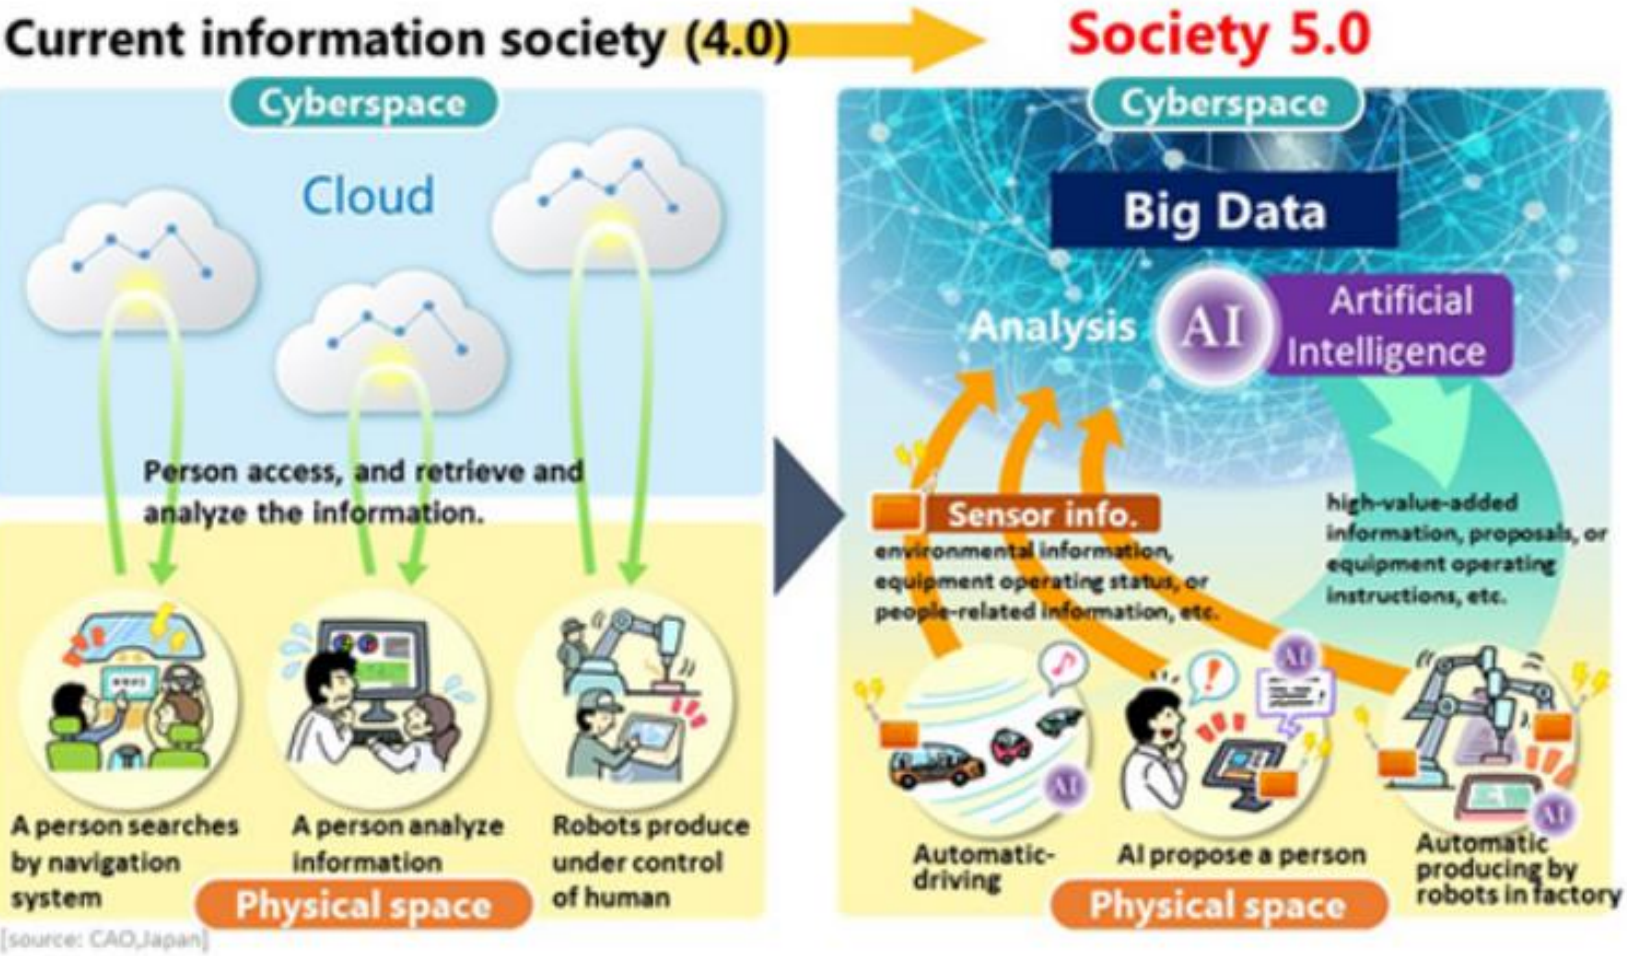 Current information society (4.0)
Society 5.0
Cyberspace
Cloud
Person access, and retrieve and
analyze the information.
A person searches
by navigation
system
A person analyze
information
Robots produce
under control
of human
Physical space
[source: CAO,Japan]
Cyberspace
Big Data
Analysis
AI
Artificial
Intelligence
Sensor info.
environmental information,
equipment operating status, or
people-related information, etc.
high-value-added
information, proposals, or
equipment operating
instructions, etc.
AI
AI
AI
Automatic-
driving
AI propose a person
Automatic
producing by
robots in factory
Physical space